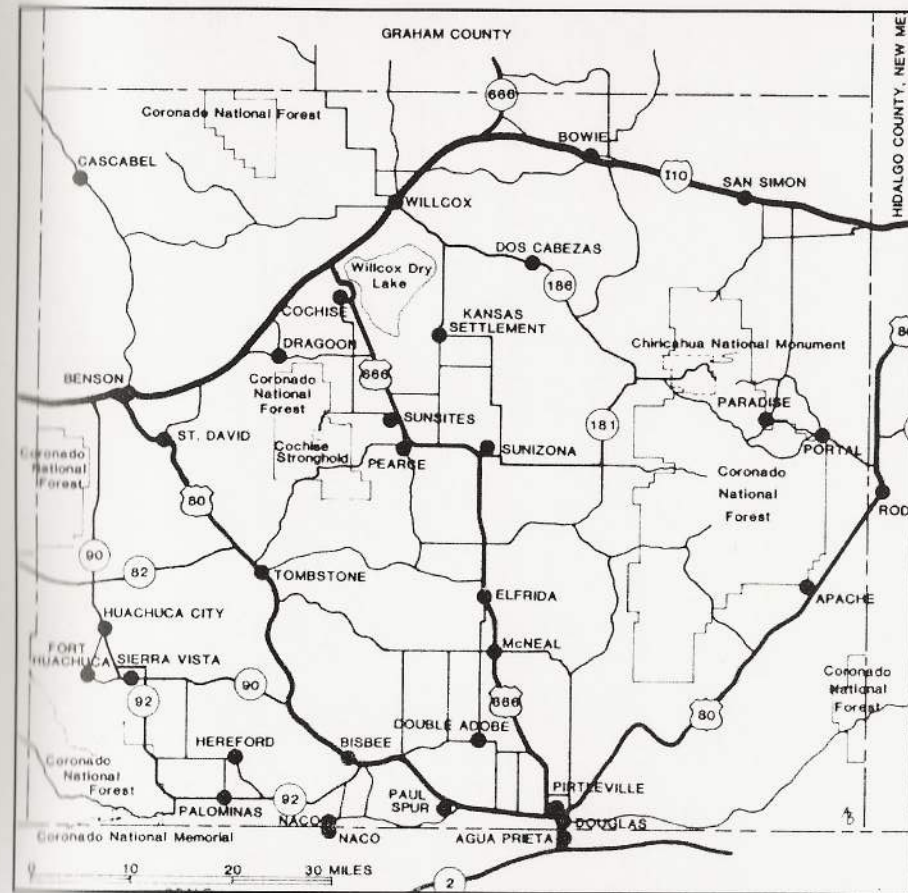 GRAHAM COUNTY
HIDALGO COUNTY, NEW ME
666
Coronado National Forest
BOWIE
CASCABEL
I10
SAN SIMON
WILLCOX
DOS CABEZAS
Willcox Dry
Lake
186
COCHISE
KANSAS
SETTLEMENT
80
DRAGOON
Chiricahua National Monument
666
BENSON
Coronado
National
Forest
PARADISE
SUNSITES
181
ST. DAVID
Cochise
Stronghold
PEARCE
SUNIZONA
PORTAL
Coronado
National
Forest
Coronado
National
Forest
80
ROD
90
82
TOMBSTONE
APACHE
ELFRIDA
HUACHUCA CITY
McNEAL
FORT
HUACHUCA
SIERRA VISTA
90
92
666
80
Coronado
National
Forest
DOUBLE ADOBE
HEREFORD
BISBEE
Coronado
National
Forest
PALOMINAS
92
PAUL
SPUR
PIRTLEVILLE
NACO
DOUGLAS
Coronado National Memorial
NACO
AGUA PRIETA
0 10 20 30 MILES
2